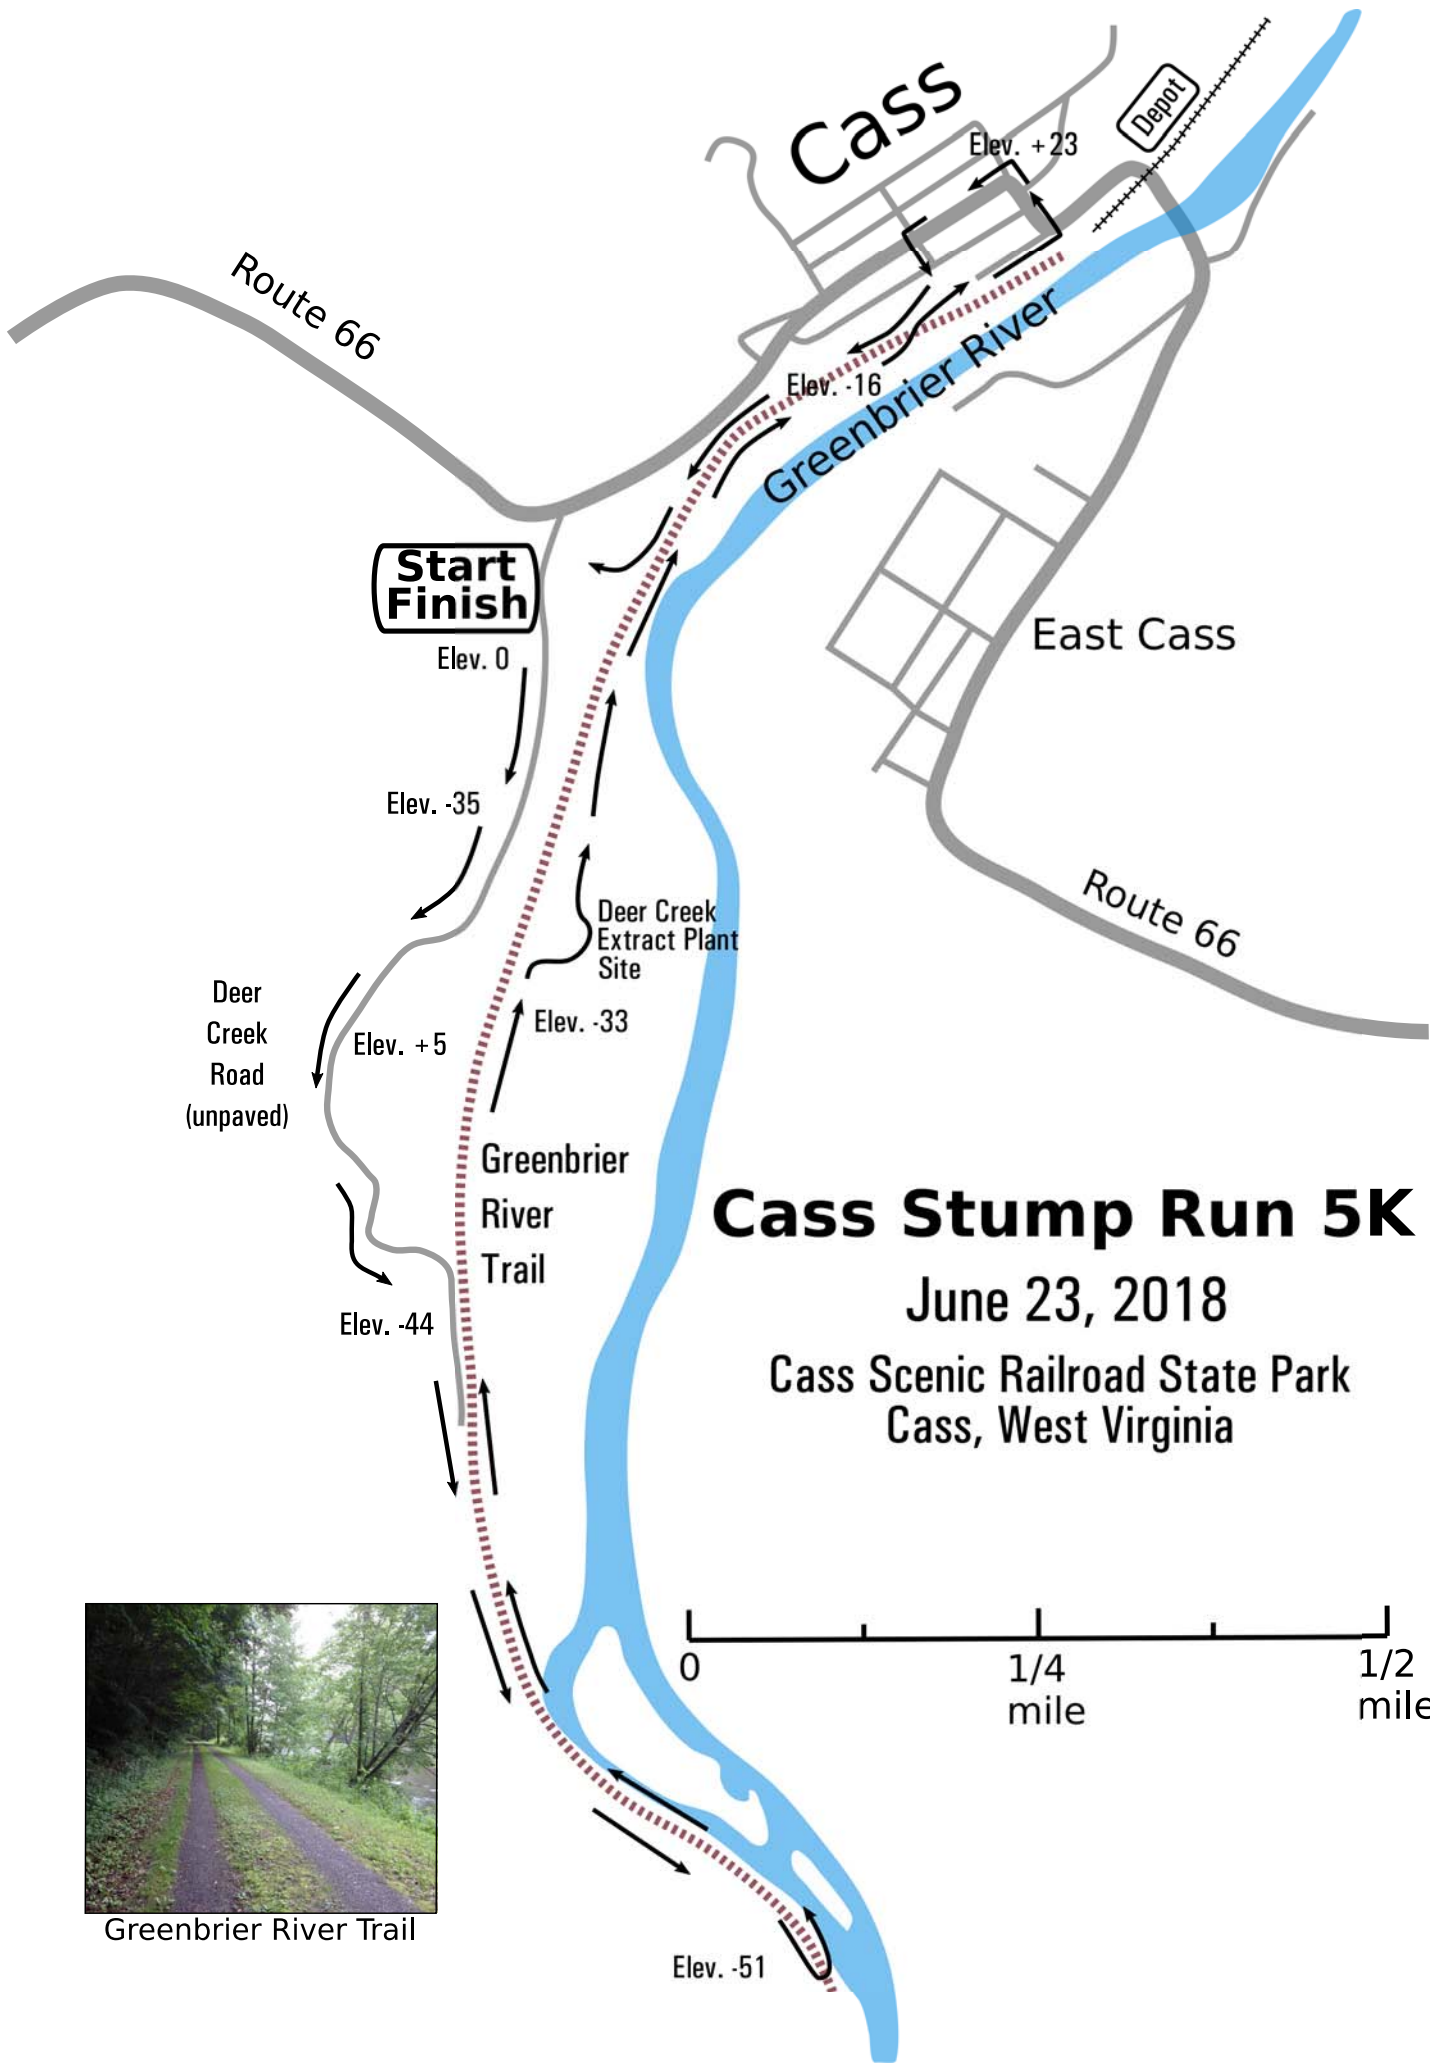 Cass
Depot
Elev. +23
Route 66
Greenbrier River
Elev. -16
Start
Finish
Elev. 0
East Cass
Elev. -35
Route 66
Deer Creek
Extract Plant
Site
Deer
Creek
Road
(unpaved)
Elev. -33
Elev. +5
Greenbrier
River
Trail
Cass Stump Run 5K
June 23, 2018
Cass Scenic Railroad State Park
Cass, West Virginia
Elev. -44
0
1/4
mile
1/2
mile
Greenbrier River Trail
Elev. -51